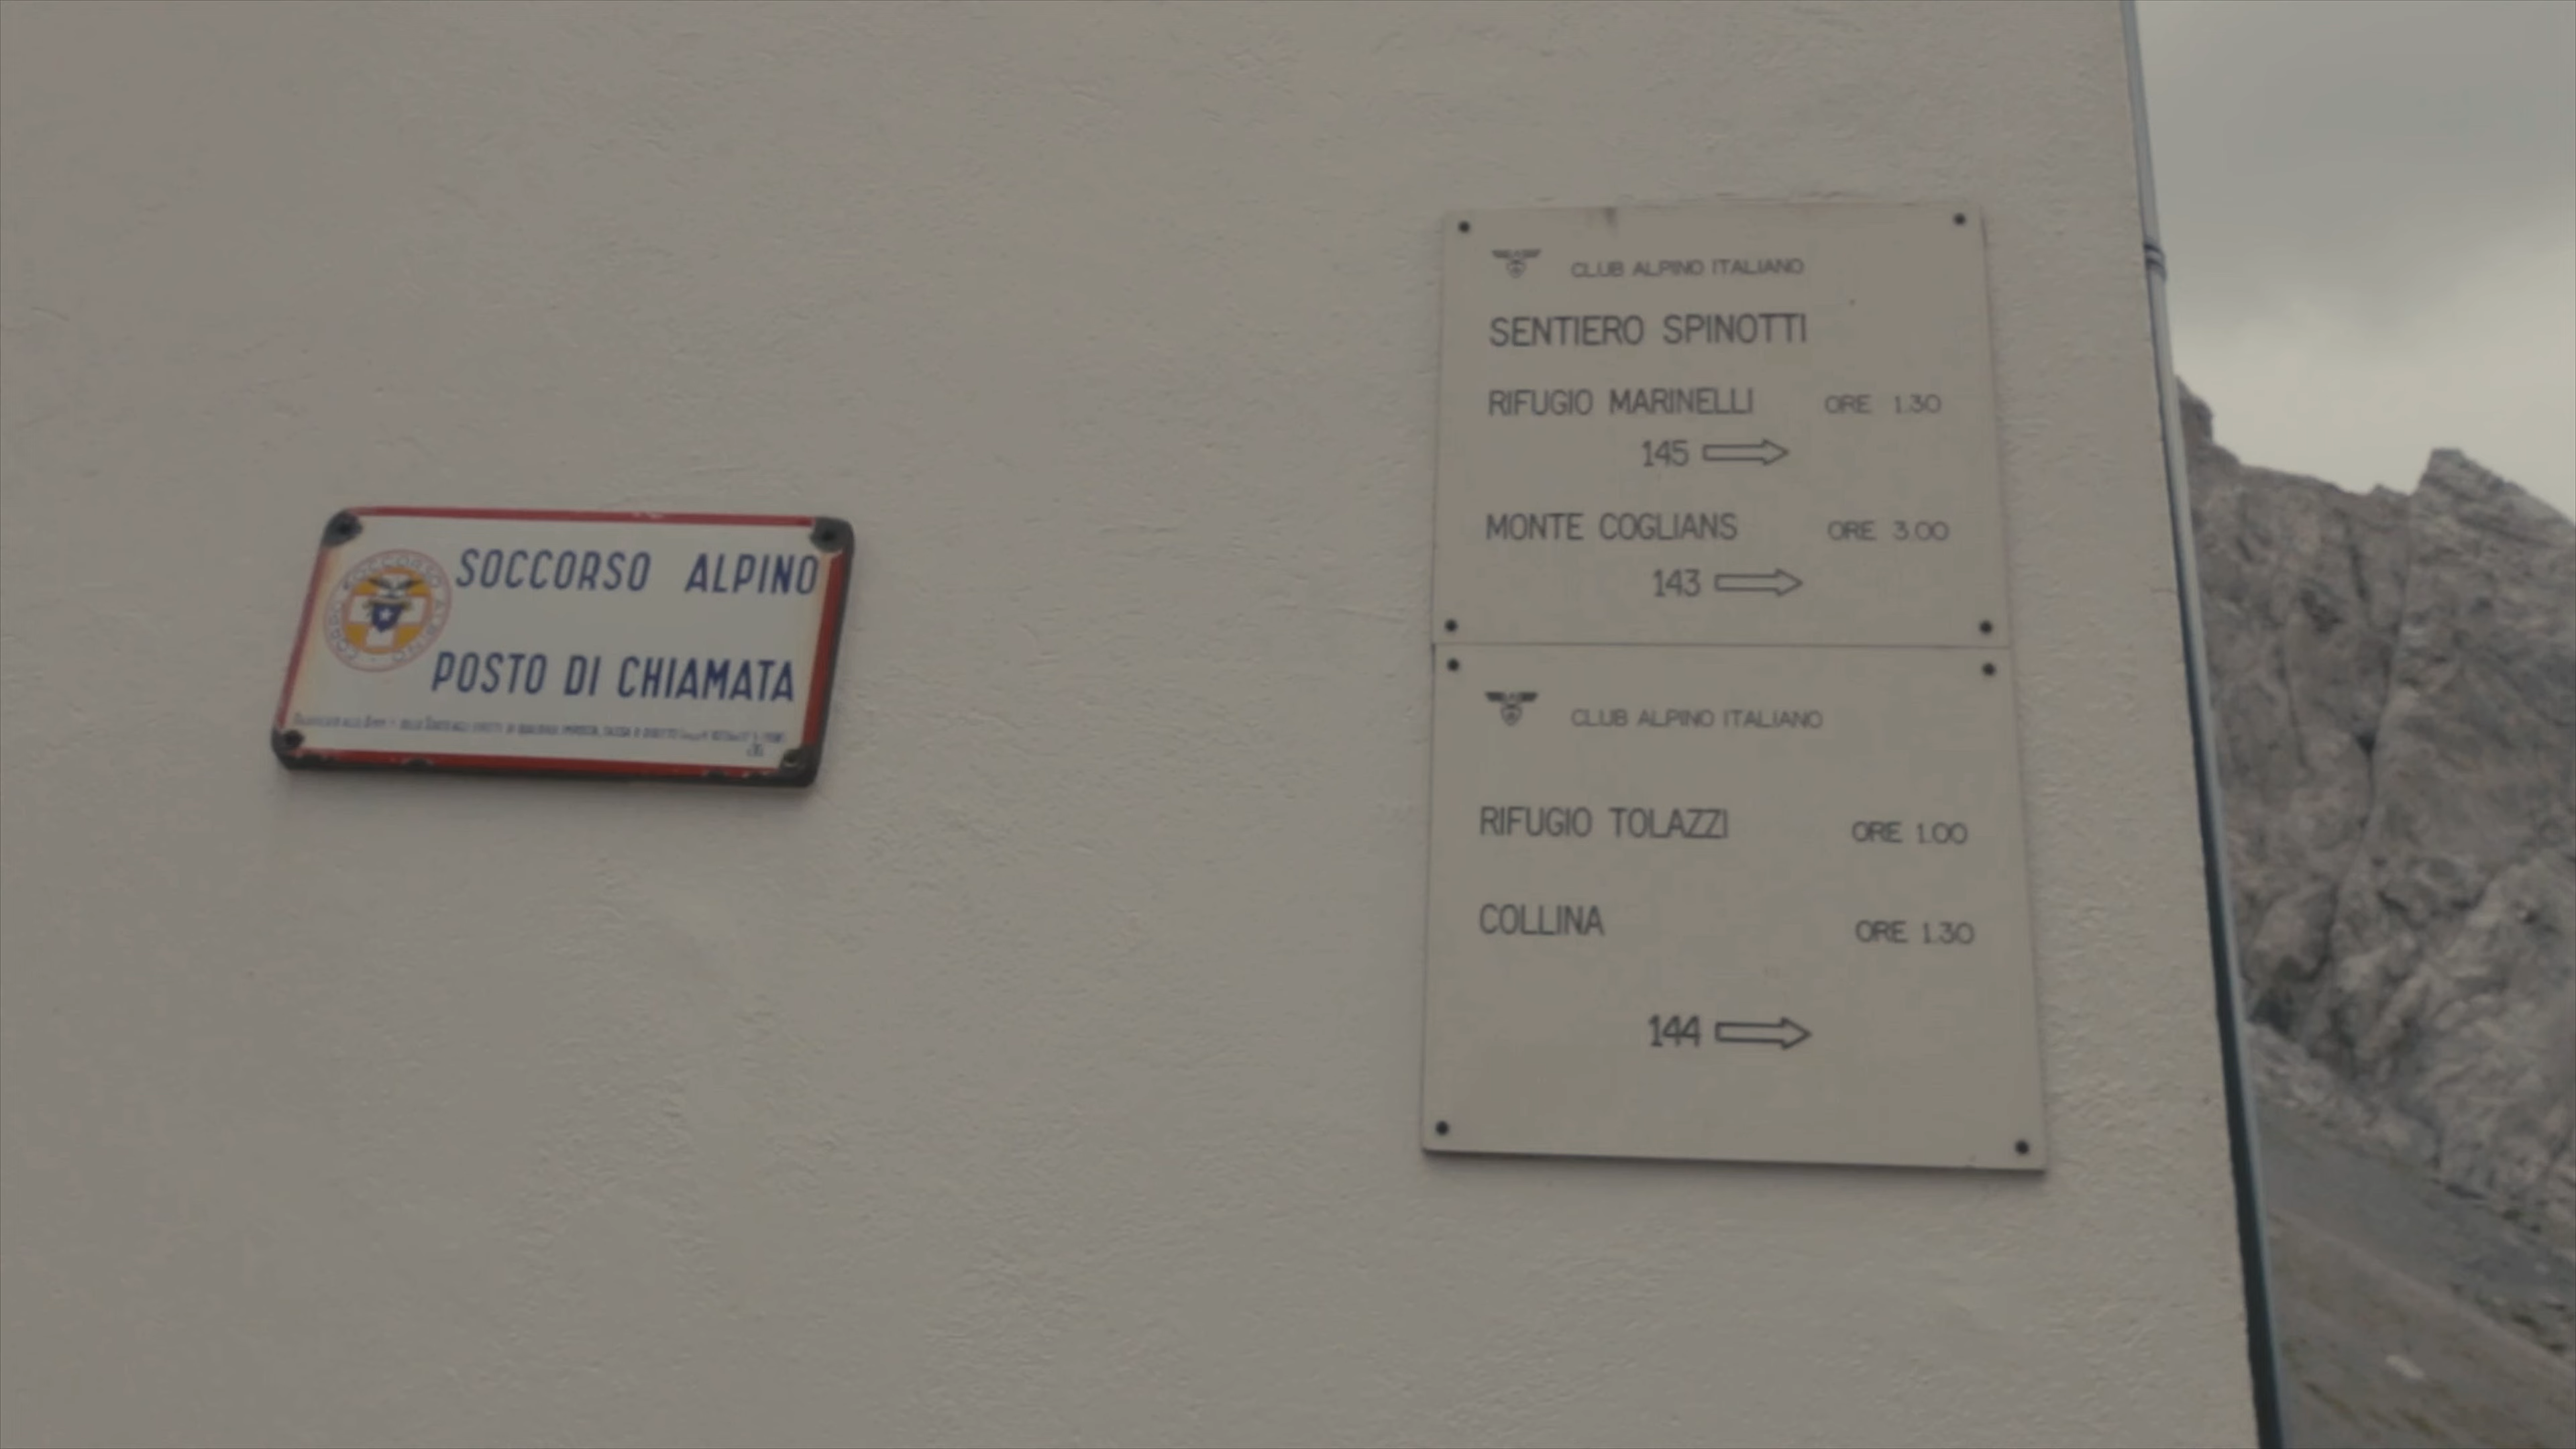 SOCCORSO ALPINO
POSTO DI CHIAMATA
CLUB ALPINO ITALIANO
SENTIERO SPINOTTI
RIFUGIO MARINELLI ORE 1.30
145
MONTE COGLIANS ORE 3.00
143
CLUB ALPINO ITALIANO
RIFUGIO TOLAZZI ORE 1.00
COLLINA ORE 1.30
144